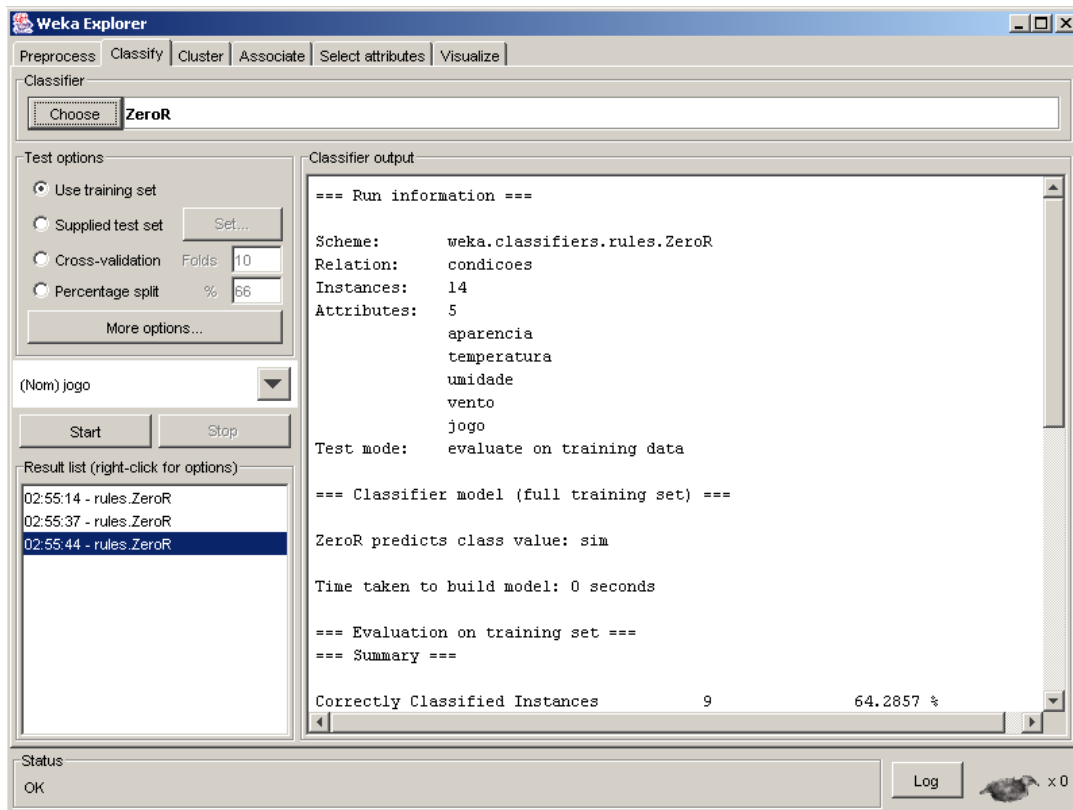 Weka Explorer
Preprocess Classify Cluster Associate Select attributes Visualize
Classifier
Choose ZeroR
Test options
Use training set
Supplied test set Set...
Cross-validation Folds 10
Percentage split % 66
More options...
(Nom) jogo
Start Stop
Result list (right-click for options)
02:55:14 - rules.ZeroR
02:55:37 - rules.ZeroR
02:55:44 - rules.ZeroR
Classifier output
=== Run information ===
Scheme: weka.classifiers.rules.ZeroR
Relation: condicoes
Instances: 14
Attributes: 5
aparencia
temperatura
umidade
vento
jogo
Test mode: evaluate on training data
=== Classifier model (full training set) ===
ZeroR predicts class value: sim
Time taken to build model: 0 seconds
=== Evaluation on training set ===
=== Summary ===
Correctly Classified Instances 9 64.2857 %
Status
OK
Log x 0